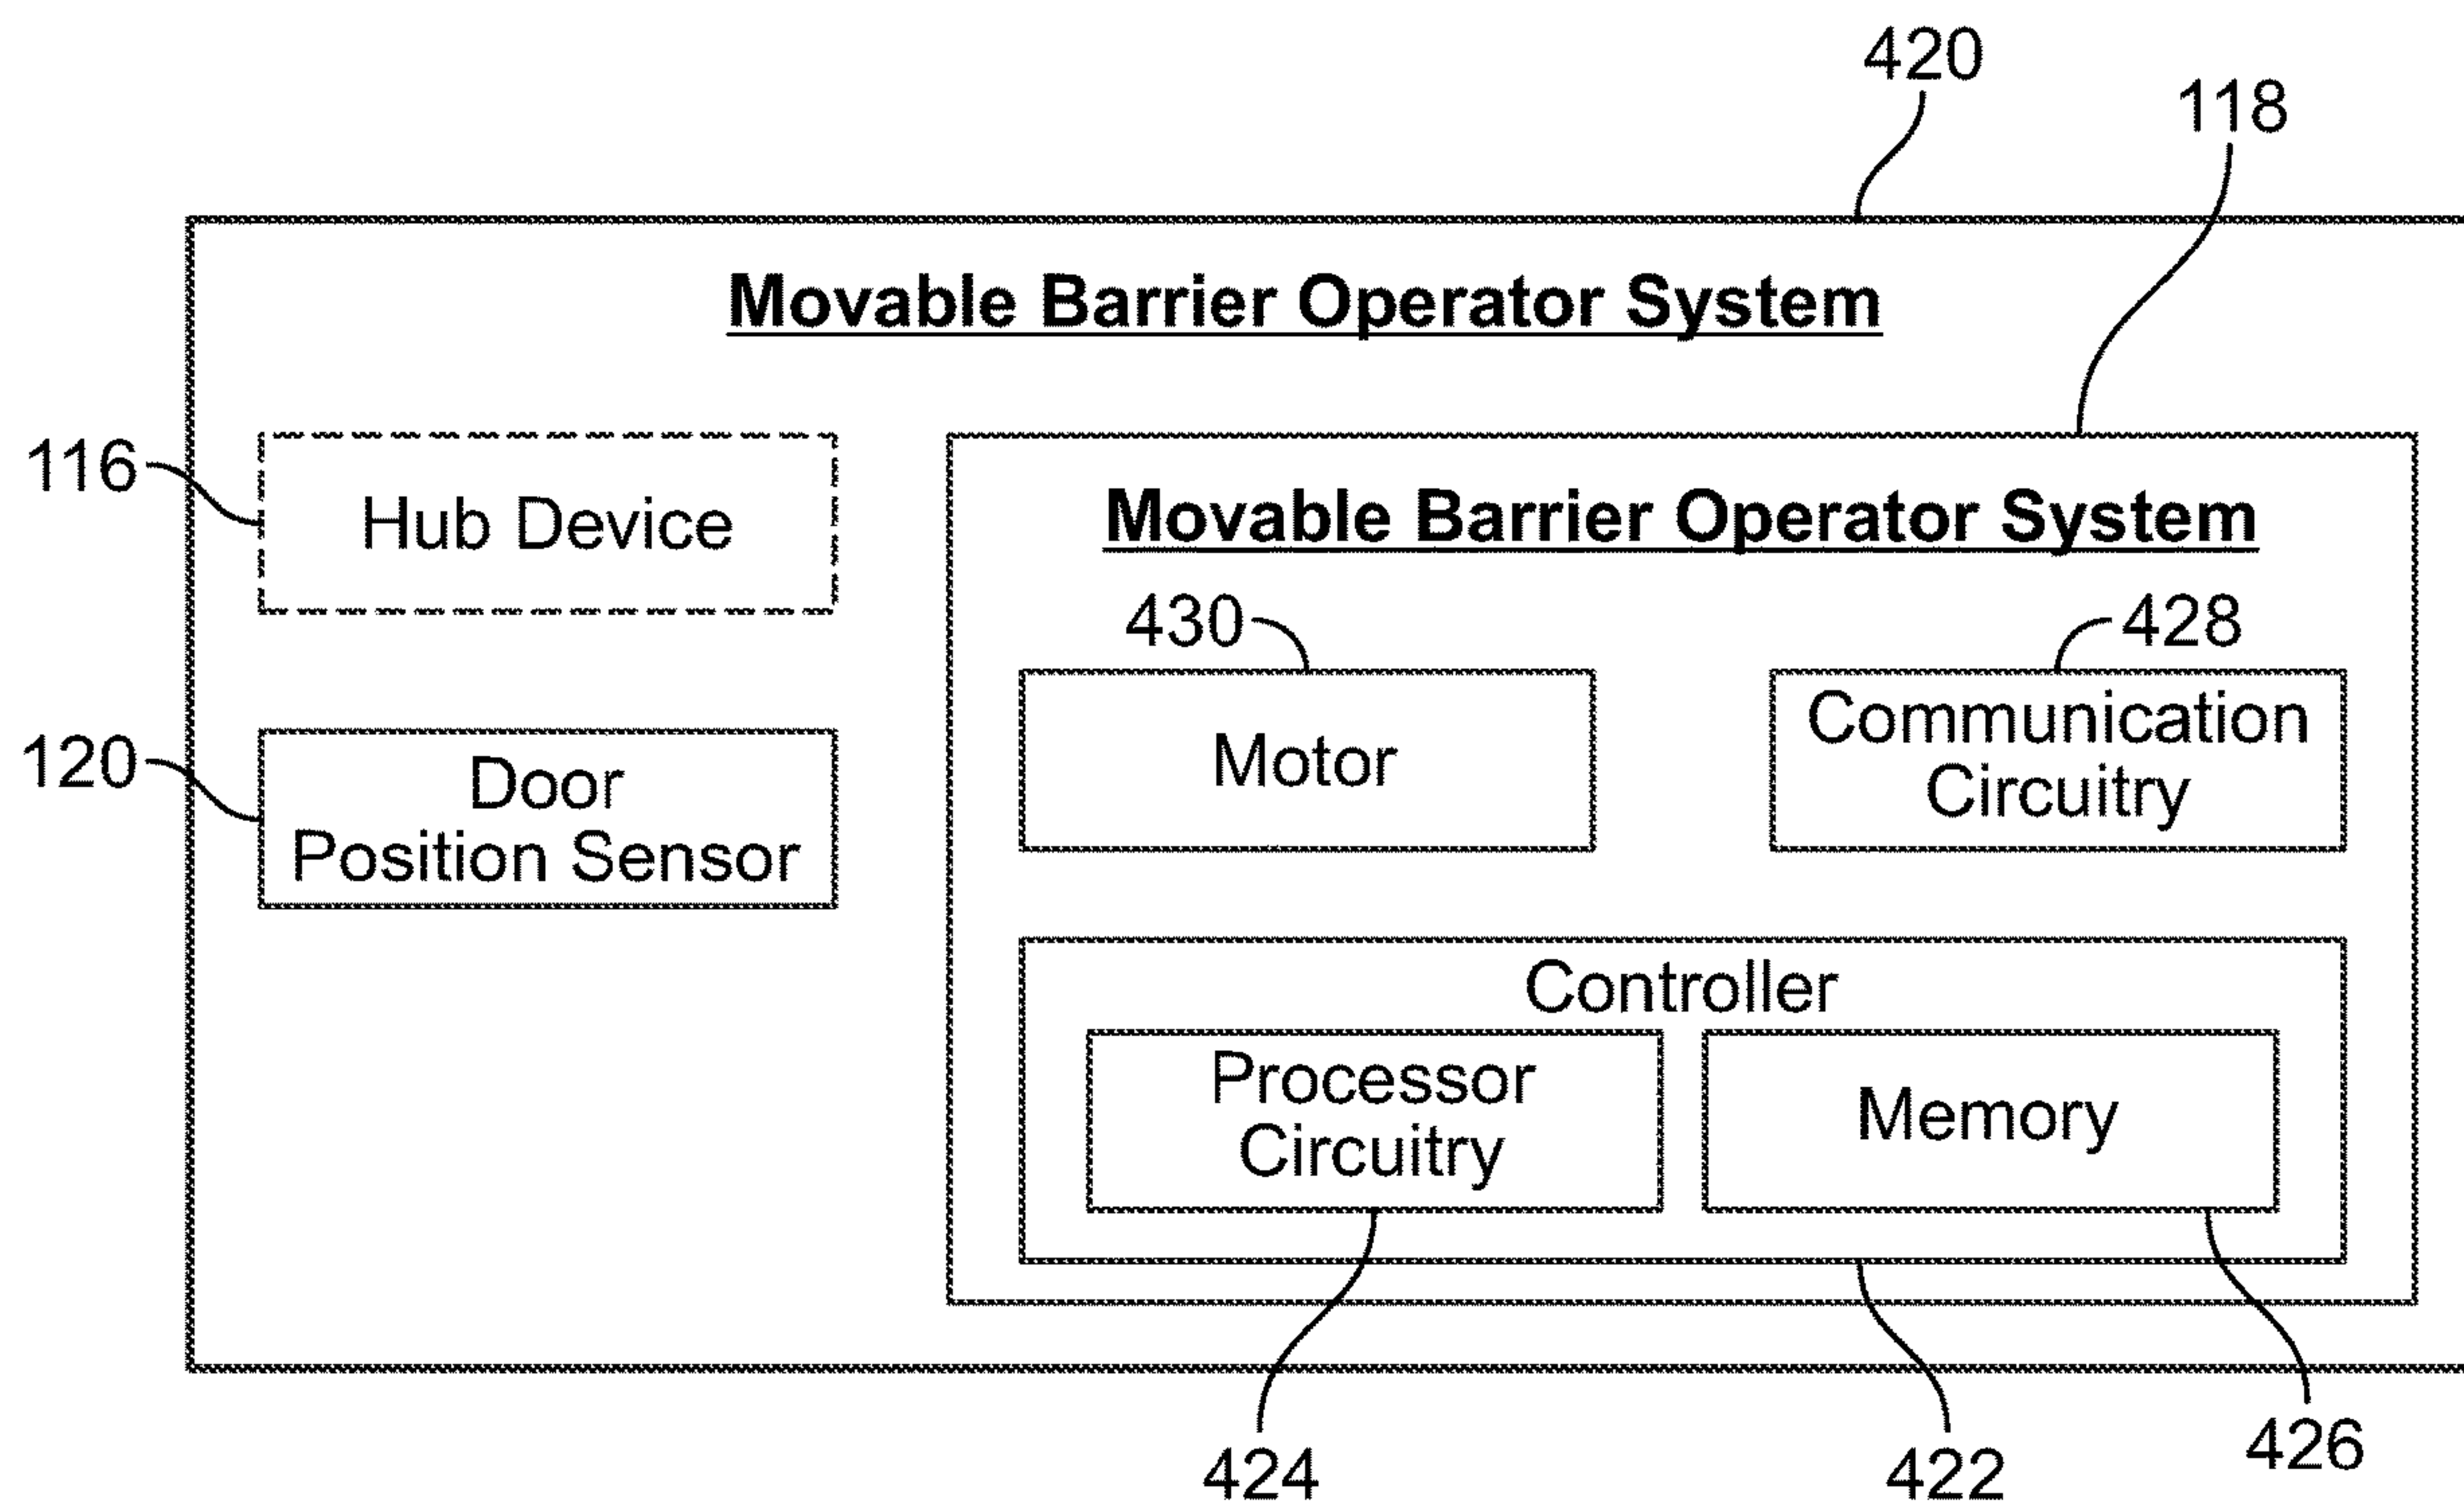 420
118
Movable Barrier Operator System
116
Hub Device
Movable Barrier Operator System
430
428
120
Door
Position Sensor
Motor
Communication
Circuitry
Controller
Processor
Circuitry
Memory
424
422
426